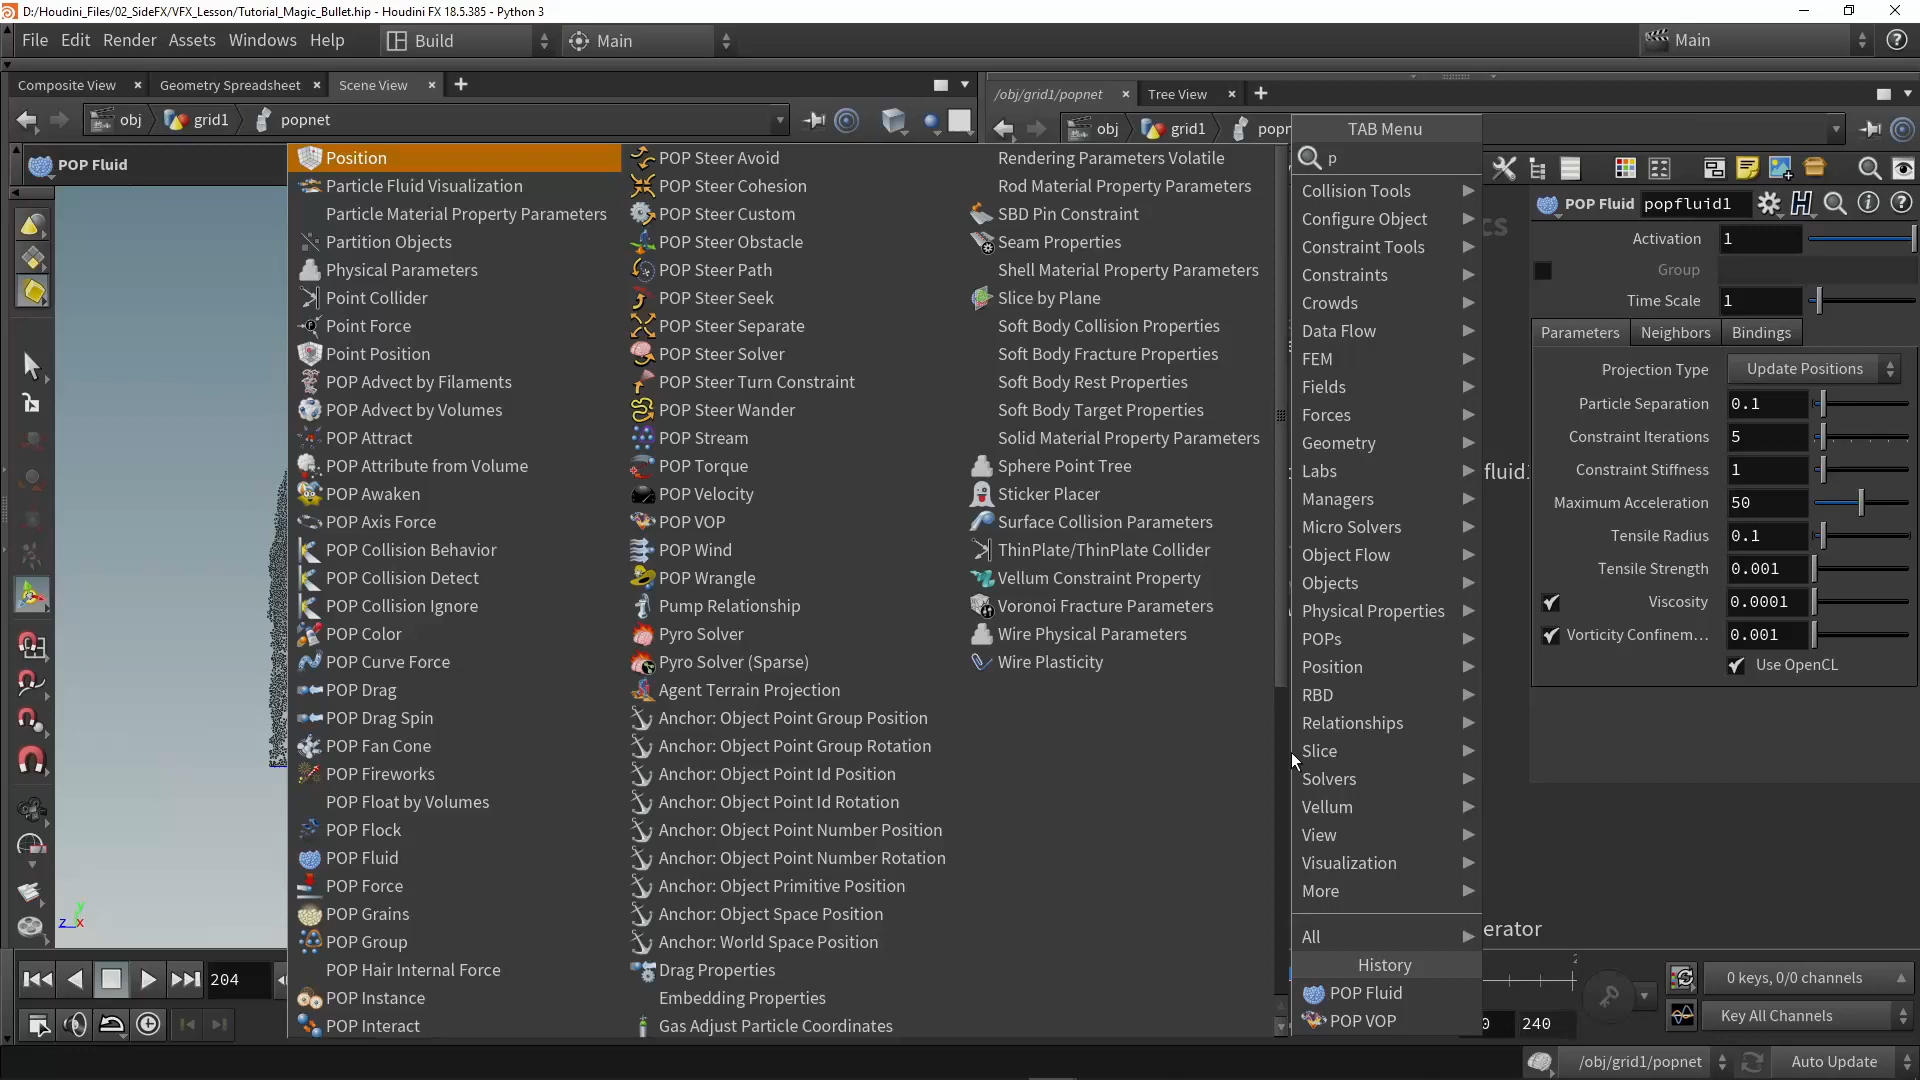 D:/Houdini_Files/02_SideFX/VFX_Lesson/Tutorial_Magic_Bullet.hip - Houdini FX 18.5.385 - Python 3
File Edit Render Assets Windows Help Build Main Main
Composite View Geometry Spreadsheet Scene View
obj grid1 popnet
POP Fluid
/obj/grid1/popnet Tree View
obj grid1 popn
Position
Particle Fluid Visualization
Particle Material Property Parameters
Partition Objects
Physical Parameters
Point Collider
Point Force
Point Position
POP Advect by Filaments
POP Advect by Volumes
POP Attract
POP Attribute from Volume
POP Awaken
POP Axis Force
POP Collision Behavior
POP Collision Detect
POP Collision Ignore
POP Color
POP Curve Force
POP Drag
POP Drag Spin
POP Fan Cone
POP Fireworks
POP Float by Volumes
POP Flock
POP Fluid
POP Force
POP Grains
POP Group
POP Hair Internal Force
POP Instance
POP Interact
POP Steer Avoid
POP Steer Cohesion
POP Steer Custom
POP Steer Obstacle
POP Steer Path
POP Steer Seek
POP Steer Separate
POP Steer Solver
POP Steer Turn Constraint
POP Steer Wander
POP Stream
POP Torque
POP Velocity
POP VOP
POP Wind
POP Wrangle
Pump Relationship
Pyro Solver
Pyro Solver (Sparse)
Agent Terrain Projection
Anchor: Object Point Group Position
Anchor: Object Point Group Rotation
Anchor: Object Point Id Position
Anchor: Object Point Id Rotation
Anchor: Object Point Number Position
Anchor: Object Point Number Rotation
Anchor: Object Primitive Position
Anchor: Object Space Position
Anchor: World Space Position
Drag Properties
Embedding Properties
Gas Adjust Particle Coordinates
Rendering Parameters Volatile
Rod Material Property Parameters
SBD Pin Constraint
Seam Properties
Shell Material Property Parameters
Slice by Plane
Soft Body Collision Properties
Soft Body Fracture Properties
Soft Body Rest Properties
Soft Body Target Properties
Solid Material Property Parameters
Sphere Point Tree
Sticker Placer
Surface Collision Parameters
ThinPlate/ThinPlate Collider
Vellum Constraint Property
Voronoi Fracture Parameters
Wire Physical Parameters
Wire Plasticity
TAB Menu
p
Collision Tools
Configure Object
Constraint Tools
Constraints
Crowds
Data Flow
FEM
Fields
Forces
Geometry
Labs
Managers
Micro Solvers
Object Flow
Objects
Physical Properties
POPs
Position
RBD
Relationships
Slice
Solvers
Vellum
View
Visualization
More
All
History
POP Fluid
POP VOP
cs
fluid1
erator
POP Fluid popfluid1
Activation 1
Group
Time Scale 1
Parameters Neighbors Bindings
Projection Type Update Positions
Particle Separation 0.1
Constraint Iterations 5
Constraint Stiffness 1
Maximum Acceleration 50
Tensile Radius 0.1
Tensile Strength 0.001
Viscosity 0.0001
Vorticity Confinem... 0.001
Use OpenCL
z x y
204
0 240
0 keys, 0/0 channels
Key All Channels
/obj/grid1/popnet Auto Update